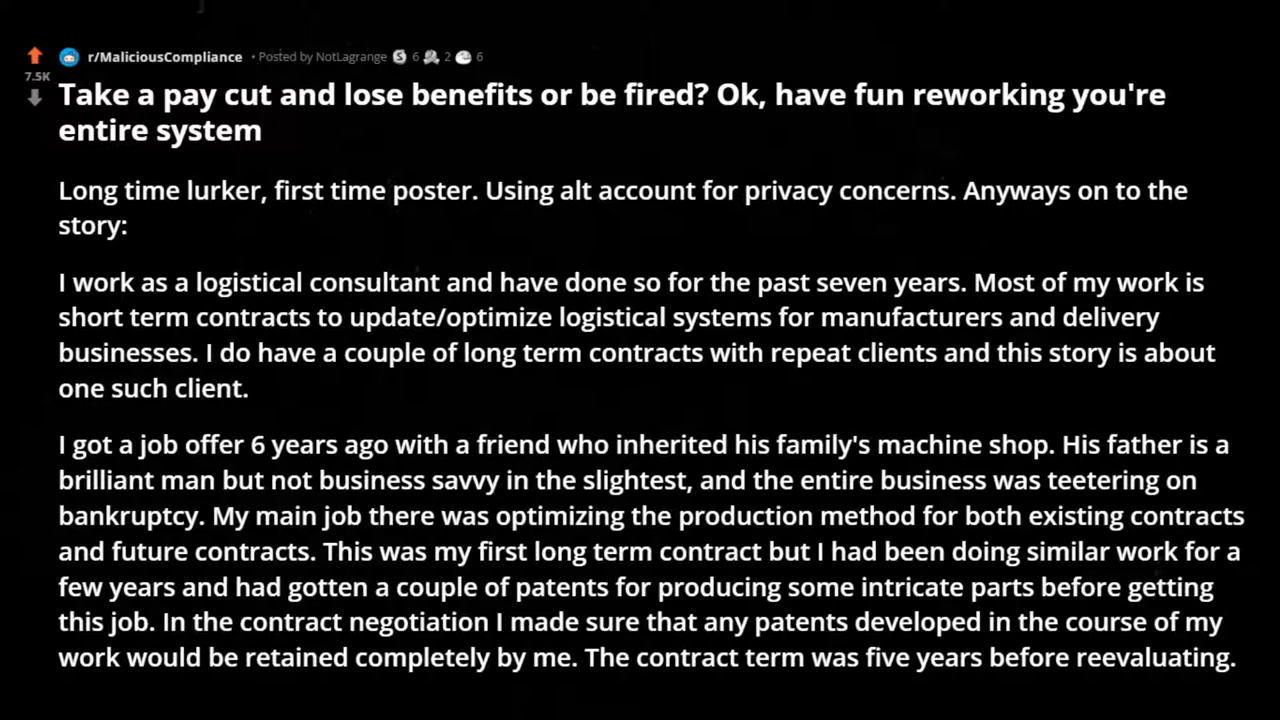 r/MaliciousCompliance • Posted by NotLagrange 6 2 6
7.5K
Take a pay cut and lose benefits or be fired? Ok, have fun reworking you're
entire system
Long time lurker, first time poster. Using alt account for privacy concerns. Anyways on to the
story:
I work as a logistical consultant and have done so for the past seven years. Most of my work is
short term contracts to update/optimize logistical systems for manufacturers and delivery
businesses. I do have a couple of long term contracts with repeat clients and this story is about
one such client.
I got a job offer 6 years ago with a friend who inherited his family's machine shop. His father is a
brilliant man but not business savvy in the slightest, and the entire business was teetering on
bankruptcy. My main job there was optimizing the production method for both existing contracts
and future contracts. This was my first long term contract but I had been doing similar work for a
few years and had gotten a couple of patents for producing some intricate parts before getting
this job. In the contract negotiation I made sure that any patents developed in the course of my
work would be retained completely by me. The contract term was five years before reevaluating.